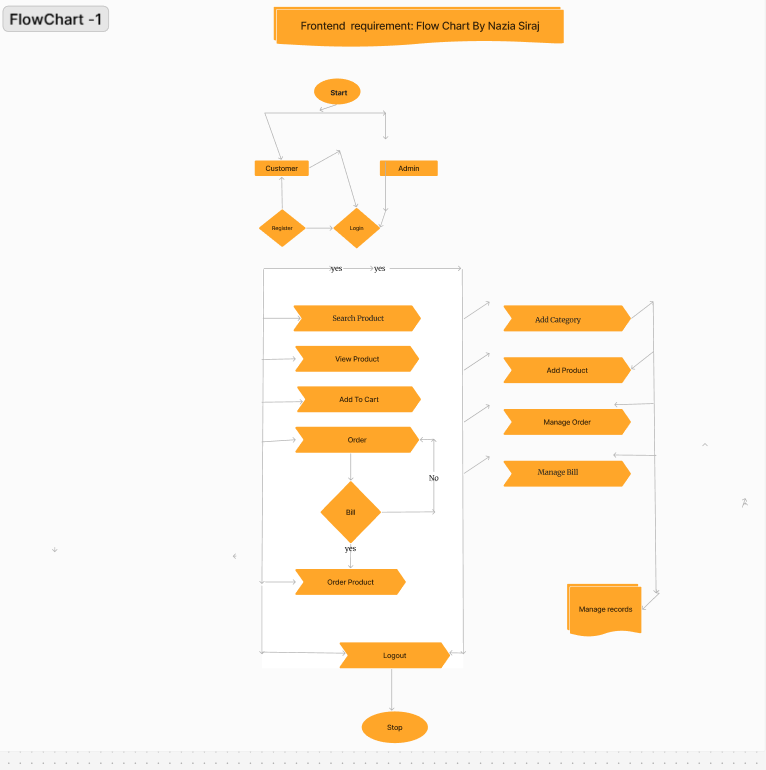 FlowChart -1
Frontend requirement: Flow Chart By Nazia Siraj
Start
Customer
Admin
Register
Login
yes
yes
Search Product
Add Category
View Product
Add Product
Add To Cart
Manage Order
Order
Manage Bill
No
Bill
yes
Order Product
Manage records
Logout
Stop